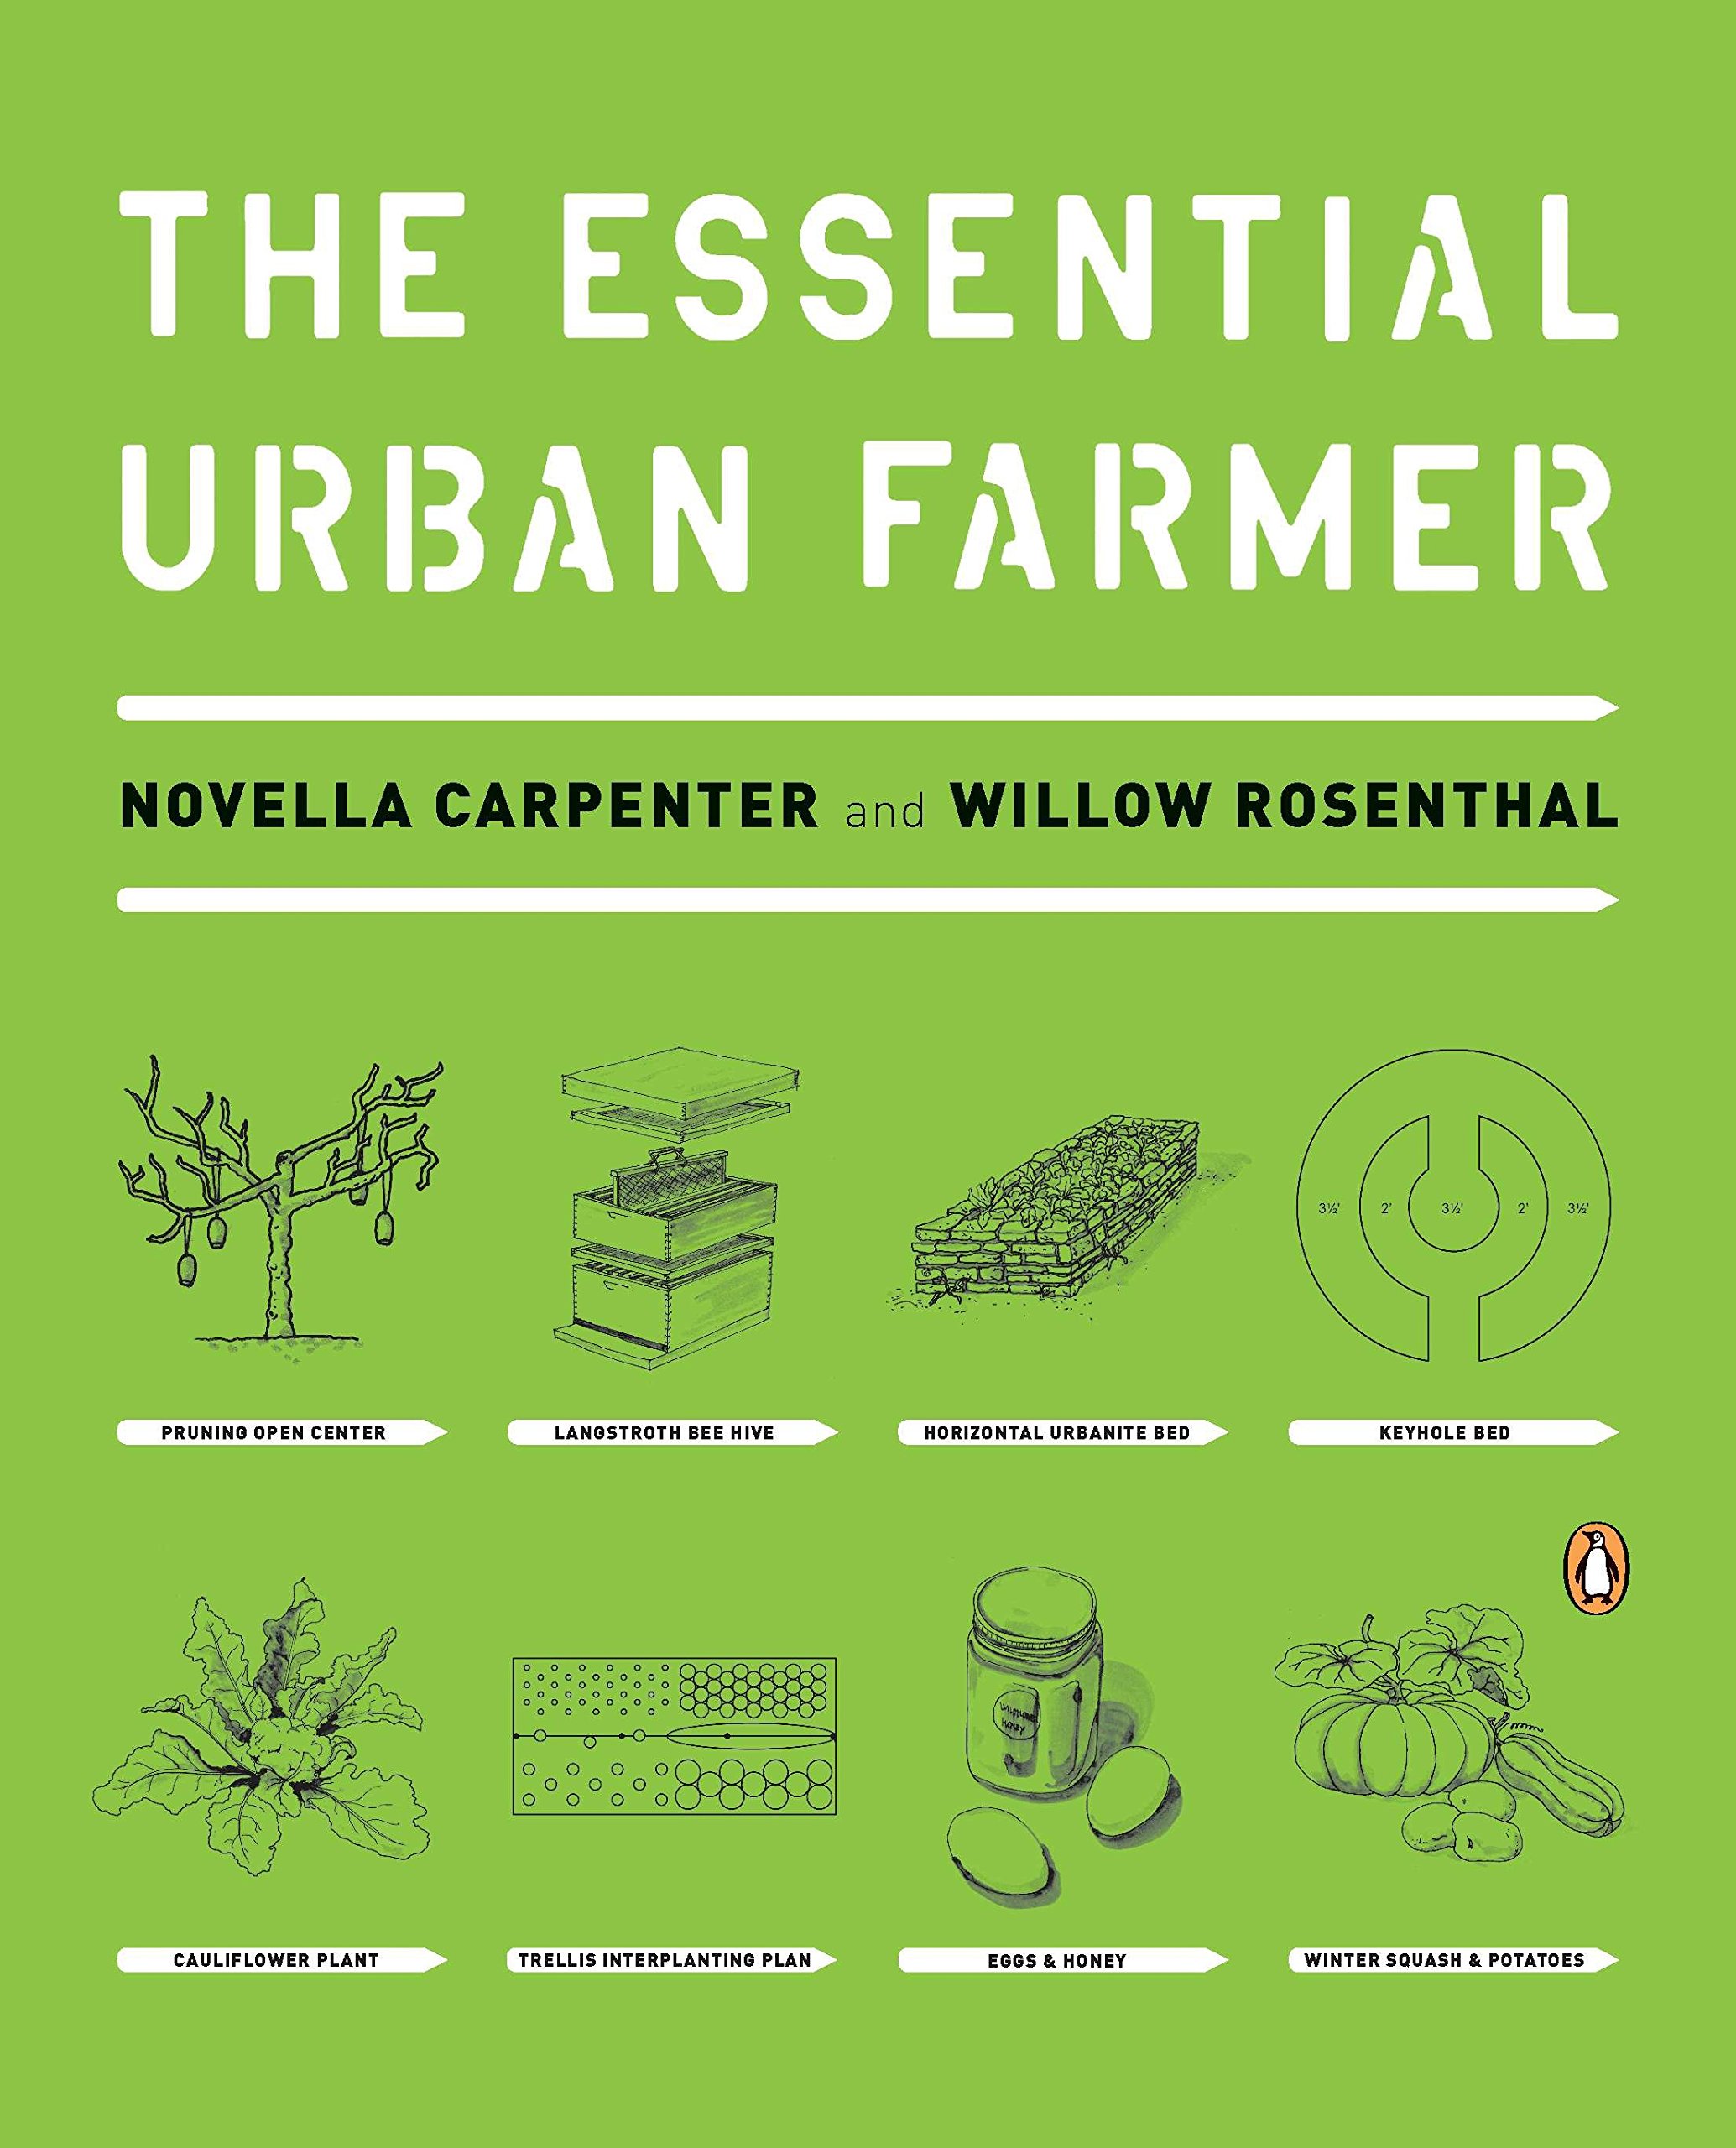 THE ESSENTIAL
URBAN FARMER
NOVELLA CARPENTER and WILLOW ROSENTHAL
3½' 2' 3½' 2' 3½'
PRUNING OPEN CENTER
LANGSTROTH BEE HIVE
HORIZONTAL URBANITE BED
KEYHOLE BED
CAULIFLOWER PLANT
TRELLIS INTERPLANTING PLAN
EGGS & HONEY
WINTER SQUASH & POTATOES